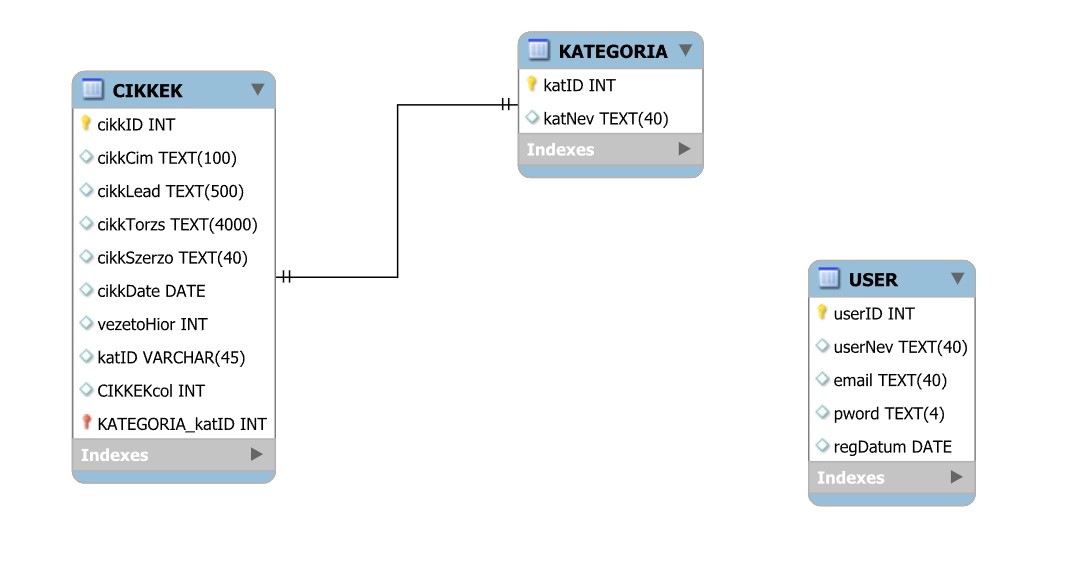 CIKKEK
cikkID INT
cikkCim TEXT(100)
cikkLead TEXT(500)
cikkTorzs TEXT(4000)
cikkSzerzo TEXT(40)
cikkDate DATE
vezetoHior INT
katID VARCHAR(45)
CIKKEKcol INT
KATEGORIA_katID INT
Indexes
KATEGORIA
katID INT
katNev TEXT(40)
Indexes
USER
userID INT
userNev TEXT(40)
email TEXT(40)
pword TEXT(4)
regDatum DATE
Indexes